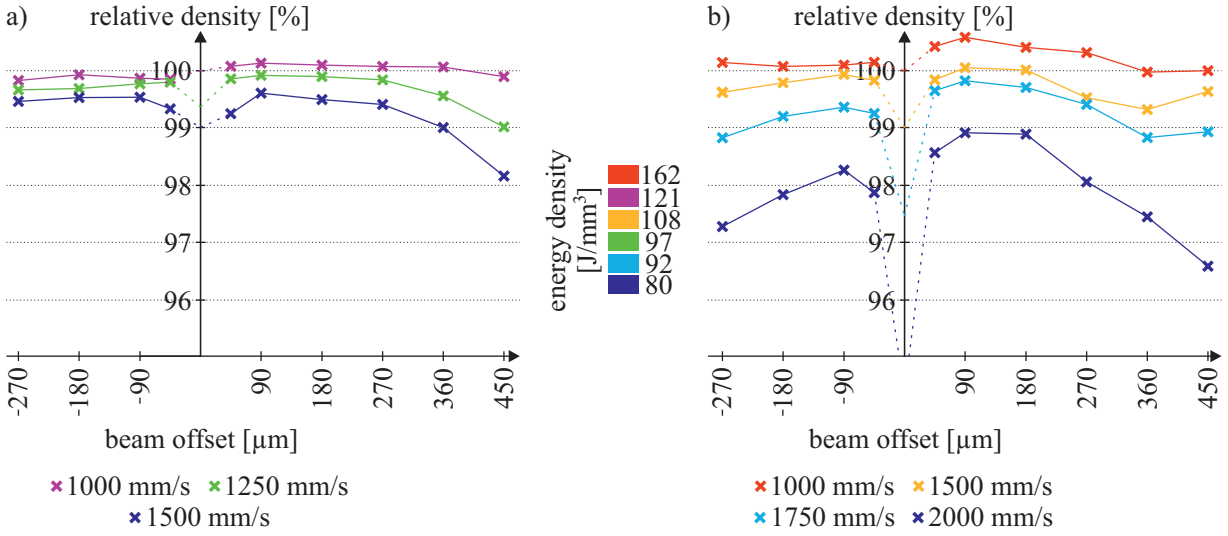 a)
relative density [%]
100
99
98
97
96
-270
-180
-90
90
180
270
360
450
beam offset [µm]
1000 mm/s
1250 mm/s
1500 mm/s
energy density
[J/mm³]
162
121
108
97
92
80
b)
relative density [%]
100
99
98
97
96
-270
-180
-90
90
180
270
360
450
beam offset [µm]
1000 mm/s
1500 mm/s
1750 mm/s
2000 mm/s